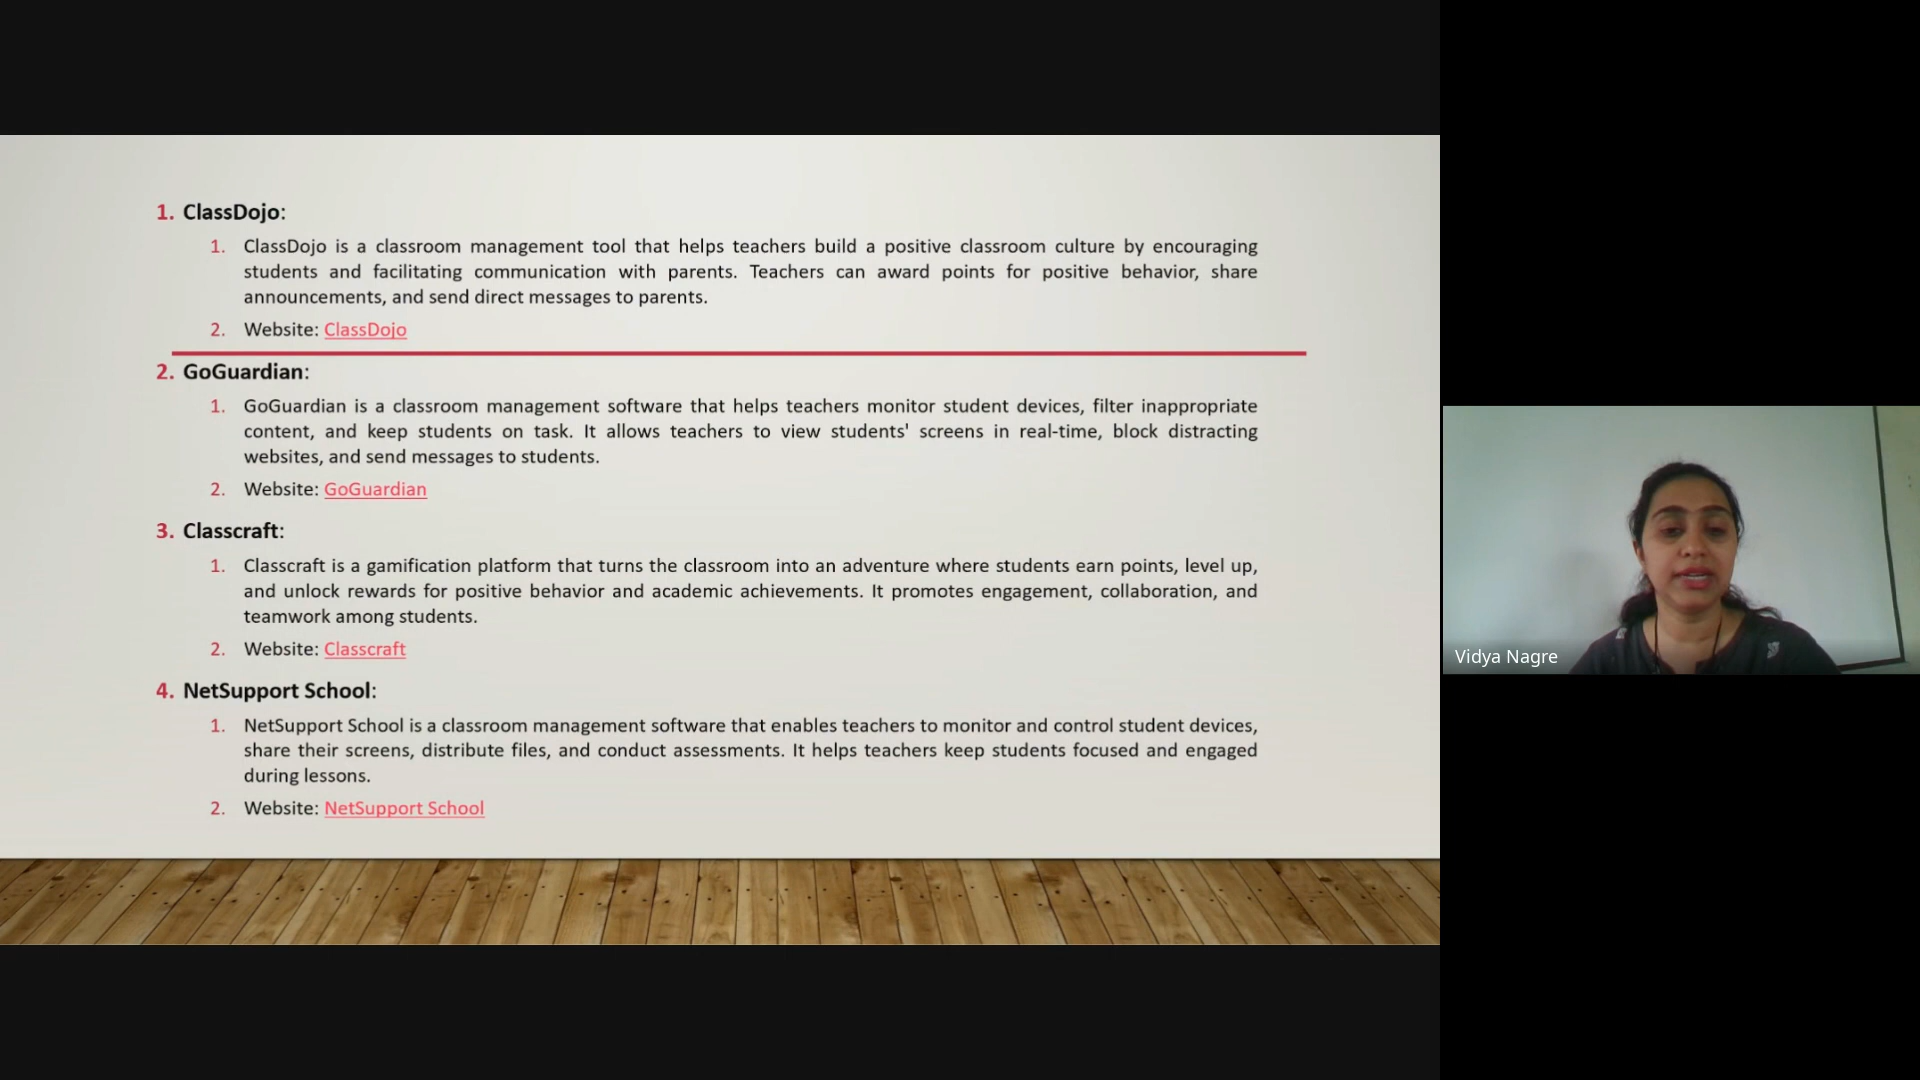 1. ClassDojo:
1. ClassDojo is a classroom management tool that helps teachers build a positive classroom culture by encouraging
students and facilitating communication with parents. Teachers can award points for positive behavior, share
announcements, and send direct messages to parents.
2. Website: ClassDojo
2. GoGuardian:
1. GoGuardian is a classroom management software that helps teachers monitor student devices, filter inappropriate
content, and keep students on task. It allows teachers to view students' screens in real-time, block distracting
websites, and send messages to students.
2. Website: GoGuardian
3. Classcraft:
1. Classcraft is a gamification platform that turns the classroom into an adventure where students earn points, level up,
and unlock rewards for positive behavior and academic achievements. It promotes engagement, collaboration, and
teamwork among students.
2. Website: Classcraft
4. NetSupport School:
1. NetSupport School is a classroom management software that enables teachers to monitor and control student devices,
share their screens, distribute files, and conduct assessments. It helps teachers keep students focused and engaged
during lessons.
2. Website: NetSupport School
Vidya Nagre